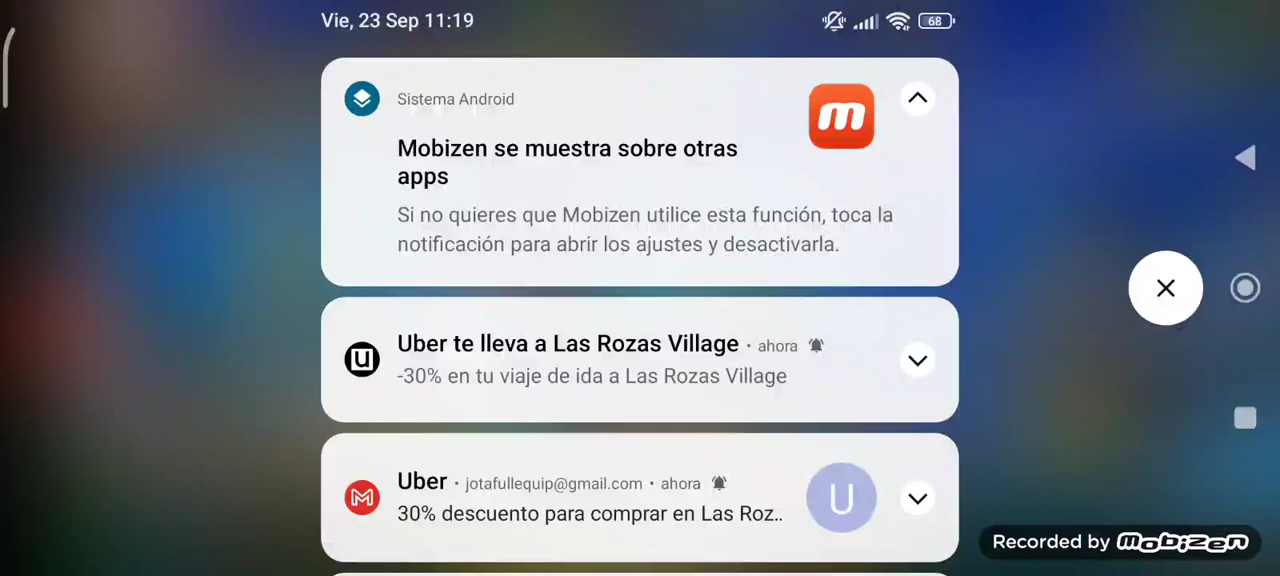 Vie, 23 Sep 11:19
68
Sistema Android
m
Mobizen se muestra sobre otras
apps
Si no quieres que Mobizen utilice esta función, toca la
notificación para abrir los ajustes y desactivarla.
Uber te lleva a Las Rozas Village · ahora
-30% en tu viaje de ida a Las Rozas Village
Uber · jotafullequip@gmail.com · ahora
30% descuento para comprar en Las Roz..
U
Recorded by mobizen